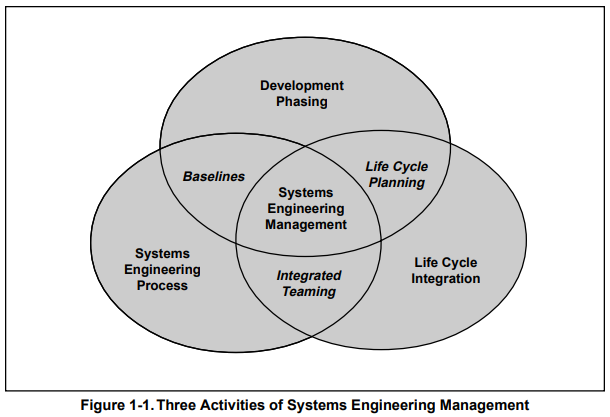 Development
Phasing
Baselines
Life Cycle
Planning
Systems
Engineering
Management
Systems
Engineering
Process
Integrated
Teaming
Life Cycle
Integration
Figure 1-1. Three Activities of Systems Engineering Management